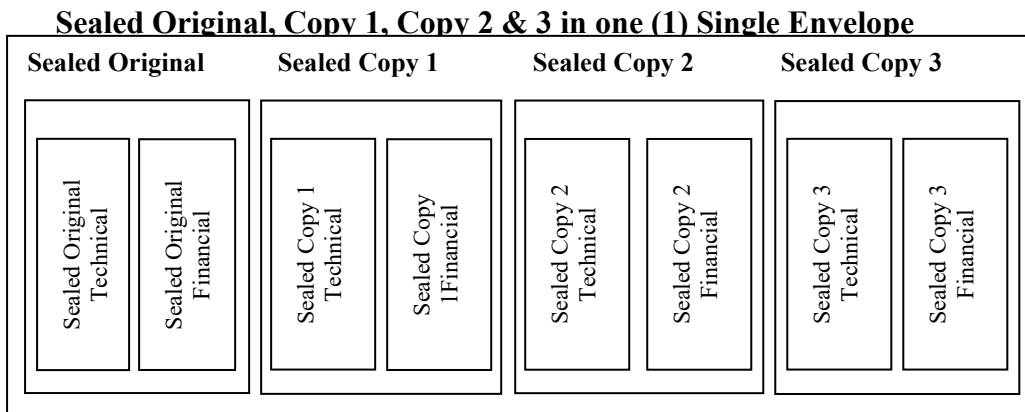 Sealed Original, Copy 1, Copy 2 & 3 in one (1) Single Envelope
Sealed Original
Sealed Copy 1
Sealed Copy 2
Sealed Copy 3
Sealed Original
Technical
Sealed Original
Financial
Sealed Copy 1
Technical
Sealed Copy
1Financial
Sealed Copy 2
Technical
Sealed Copy 2
Financial
Sealed Copy 3
Technical
Sealed Copy 3
Financial